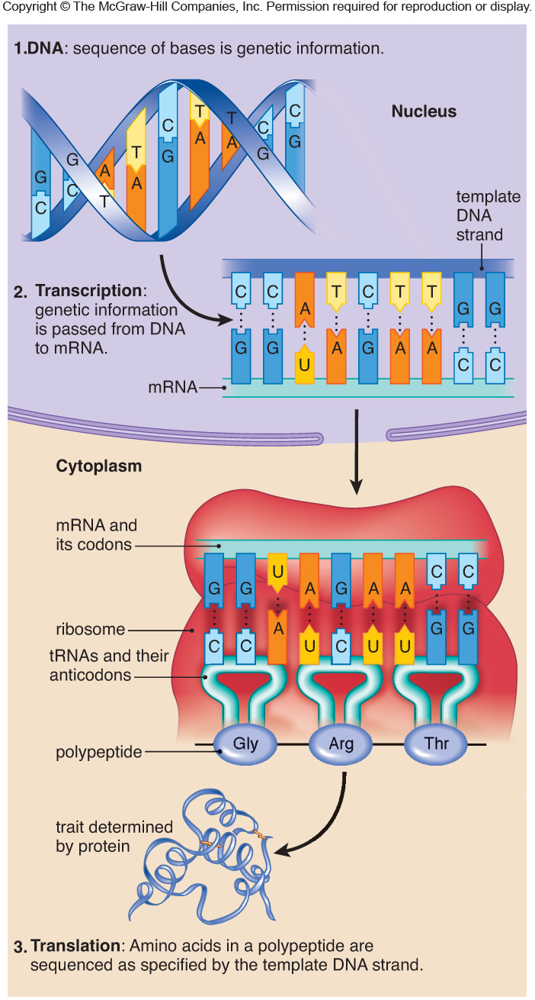 Copyright © The McGraw-Hill Companies, Inc. Permission required for reproduction or display.
1.DNA: sequence of bases is genetic information.
Nucleus
G G A T C T T C C
C C T A G A A G G
template
DNA
strand
2. Transcription:
genetic information
is passed from DNA
to mRNA.
C C A T C T T G G
G G U A G A A C C
mRNA
Cytoplasm
mRNA and
its codons
G G U A G A A C C
ribosome
C C A U C U U G G
tRNAs and their
anticodons
Gly Arg Thr
polypeptide
trait determined
by protein
3. Translation: Amino acids in a polypeptide are
sequenced as specified by the template DNA strand.